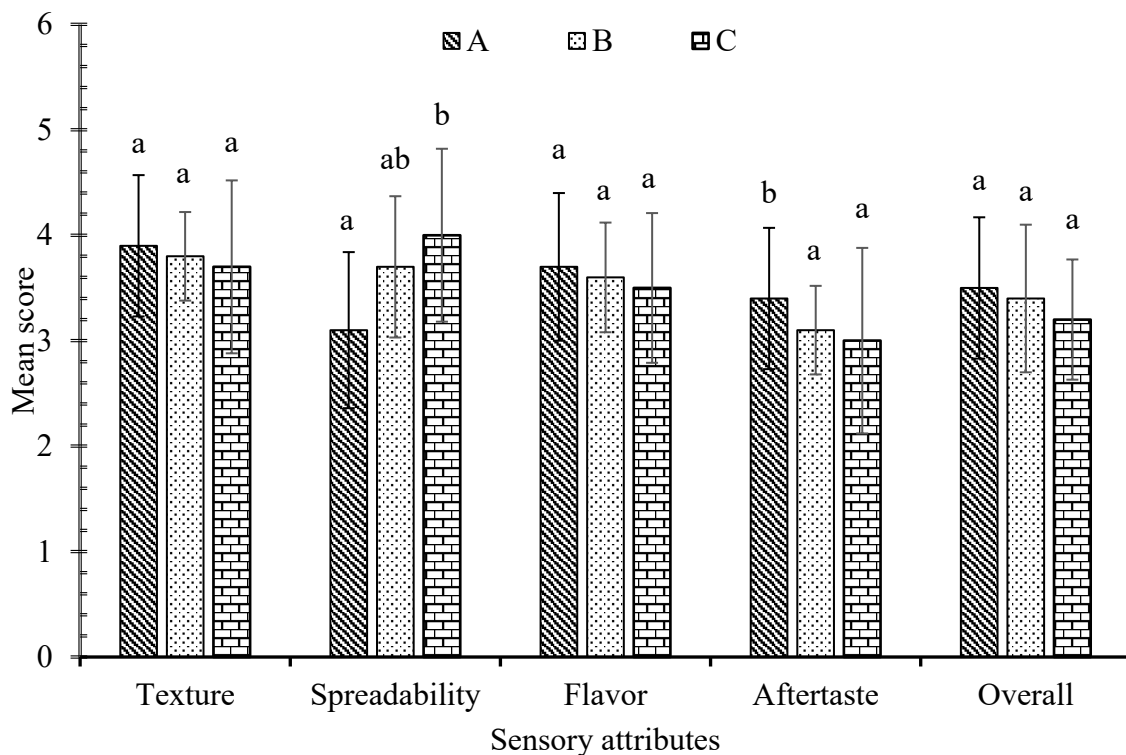 6
A B C
5
4
3
2
1
0
Mean score
a a a
a ab b
a a a
b a a
a a a
Texture Spreadability Flavor Aftertaste Overall
Sensory attributes